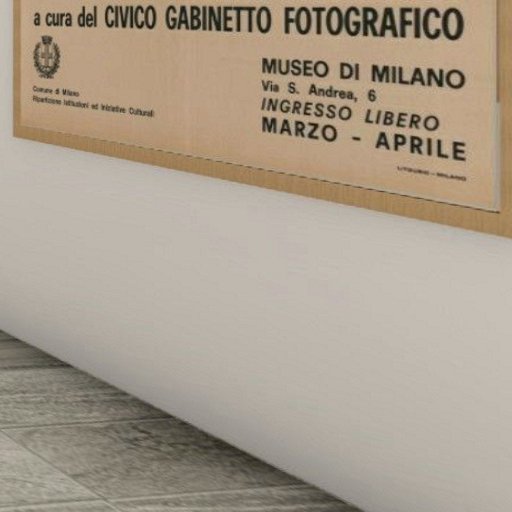 a cura del CIVICO GABINETTO FOTOGRAFICO
Comune di Milano
Ripartizione Istituzioni ed Iniziative Culturali
MUSEO DI MILANO
Via S. Andrea, 6
INGRESSO LIBERO
MARZO - APRILE